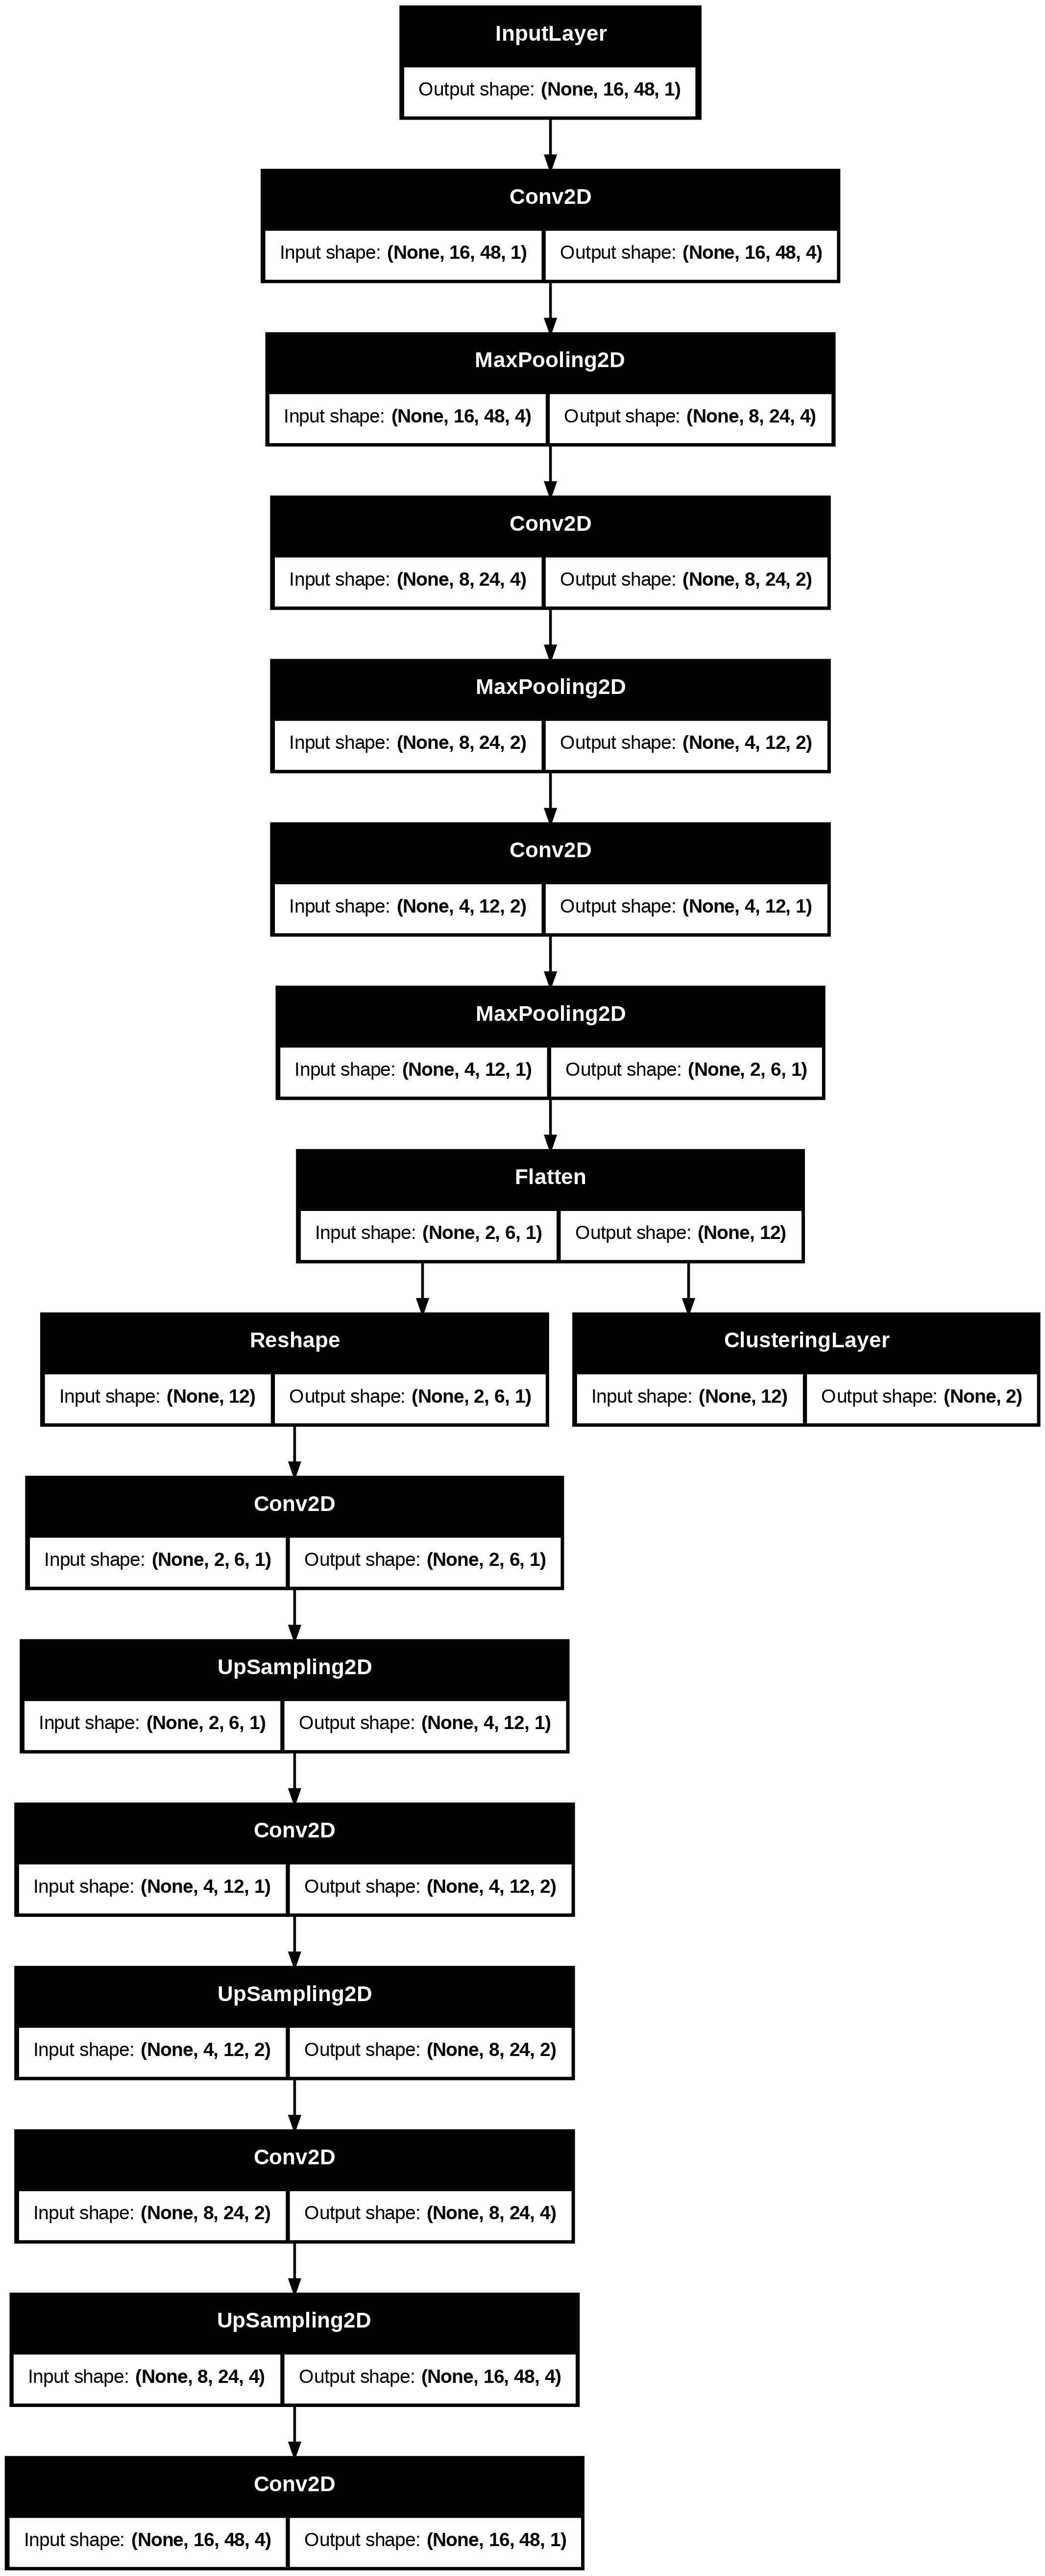 InputLayer
Output shape: (None, 16, 48, 1)
Conv2D
Input shape: (None, 16, 48, 1) Output shape: (None, 16, 48, 4)
MaxPooling2D
Input shape: (None, 16, 48, 4) Output shape: (None, 8, 24, 4)
Conv2D
Input shape: (None, 8, 24, 4) Output shape: (None, 8, 24, 2)
MaxPooling2D
Input shape: (None, 8, 24, 2) Output shape: (None, 4, 12, 2)
Conv2D
Input shape: (None, 4, 12, 2) Output shape: (None, 4, 12, 1)
MaxPooling2D
Input shape: (None, 4, 12, 1) Output shape: (None, 2, 6, 1)
Flatten
Input shape: (None, 2, 6, 1) Output shape: (None, 12)
Reshape
Input shape: (None, 12) Output shape: (None, 2, 6, 1)
ClusteringLayer
Input shape: (None, 12) Output shape: (None, 2)
Conv2D
Input shape: (None, 2, 6, 1) Output shape: (None, 2, 6, 1)
UpSampling2D
Input shape: (None, 2, 6, 1) Output shape: (None, 4, 12, 1)
Conv2D
Input shape: (None, 4, 12, 1) Output shape: (None, 4, 12, 2)
UpSampling2D
Input shape: (None, 4, 12, 2) Output shape: (None, 8, 24, 2)
Conv2D
Input shape: (None, 8, 24, 2) Output shape: (None, 8, 24, 4)
UpSampling2D
Input shape: (None, 8, 24, 4) Output shape: (None, 16, 48, 4)
Conv2D
Input shape: (None, 16, 48, 4) Output shape: (None, 16, 48, 1)